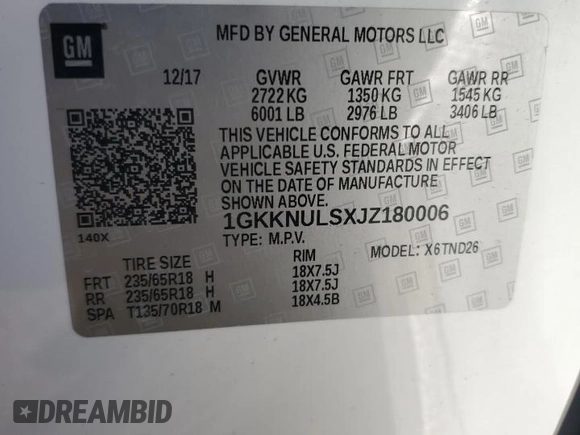 GM
MFD BY GENERAL MOTORS LLC
12/17 GVWR GAWR FRT GAWR RR
2722 KG 1350 KG 1545 KG
6001 LB 2976 LB 3406 LB
THIS VEHICLE CONFORMS TO ALL
APPLICABLE U.S. FEDERAL MOTOR
VEHICLE SAFETY STANDARDS IN EFFECT
ON THE DATE OF MANUFACTURE
SHOWN ABOVE.
1GKKNULSXJZ180006
140X
TYPE: M.P.V. MODEL: X6TND26
TIRE SIZE RIM
FRT 235/65R18 H 18X7.5J
RR 235/65R18 H 18X7.5J
SPA T135/70R18 M 18X4.5B
DREAMBID